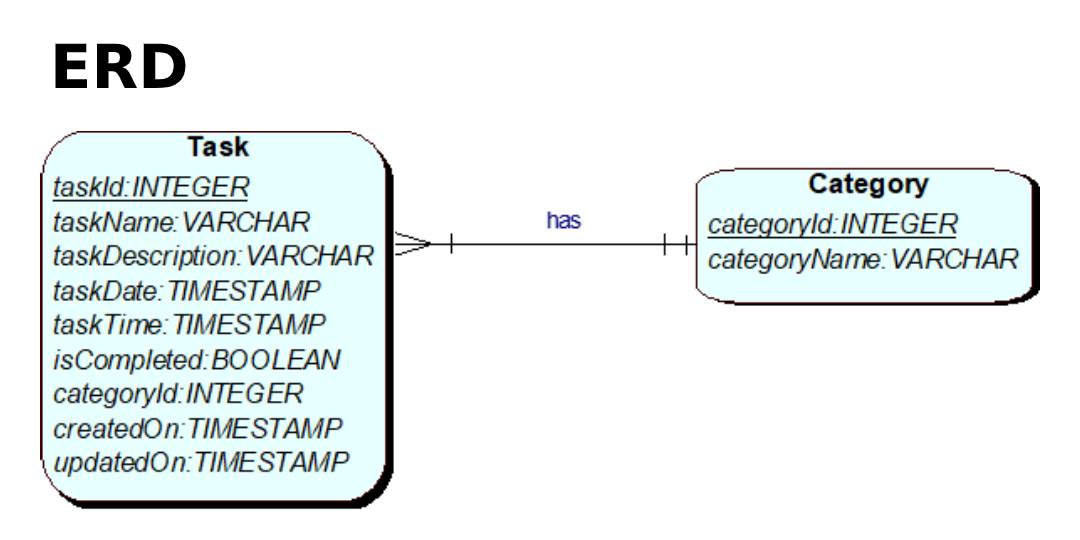 ERD
Task
taskId:INTEGER
taskName:VARCHAR
taskDescription:VARCHAR
taskDate:TIMESTAMP
taskTime:TIMESTAMP
isCompleted:BOOLEAN
categoryId:INTEGER
createdOn:TIMESTAMP
updatedOn:TIMESTAMP
has
Category
categoryId:INTEGER
categoryName:VARCHAR